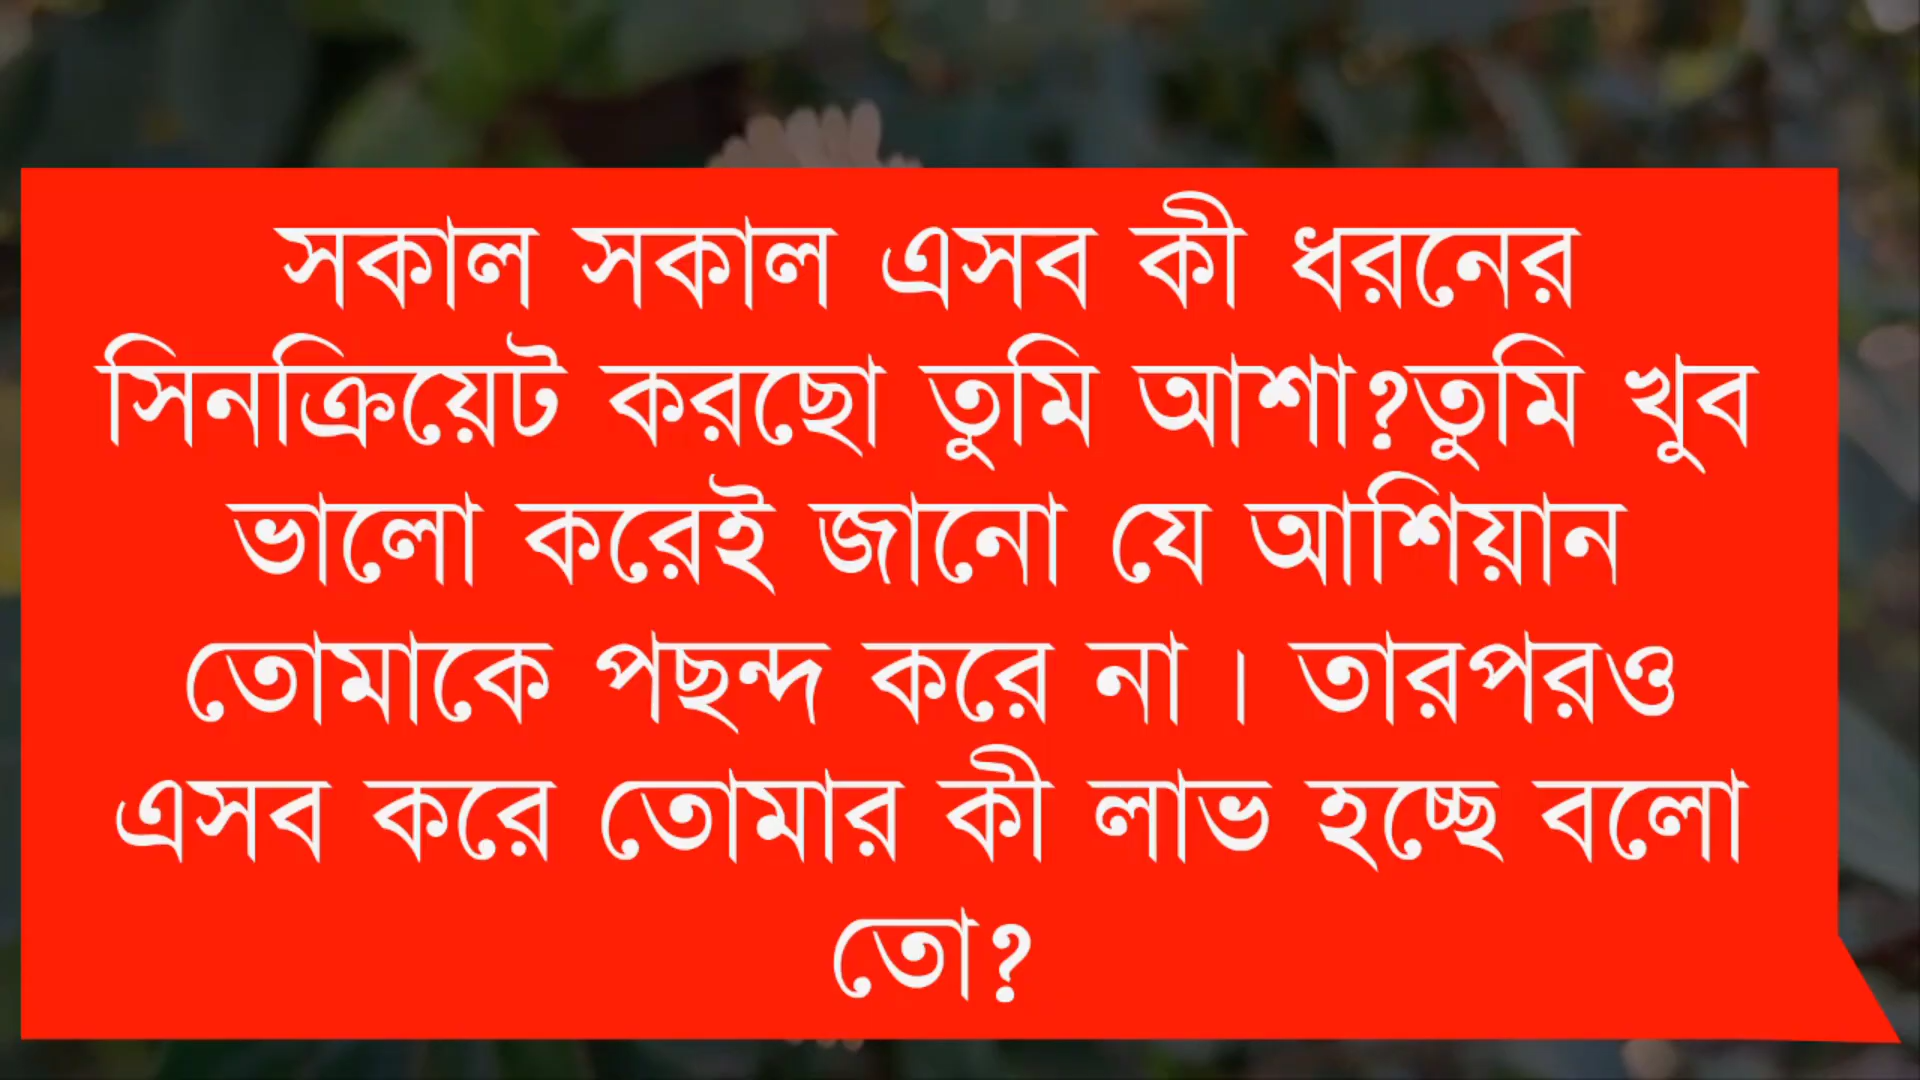 সকাল সকাল এসব কী ধরনের
সিনক্রিয়েট করছো তুমি আশা?তুমি খুব
ভালো করেই জানো যে আশিয়ান
তোমাকে পছন্দ করে না। তারপরও
এসব করে তোমার কী লাভ হচ্ছে বলো
তো?